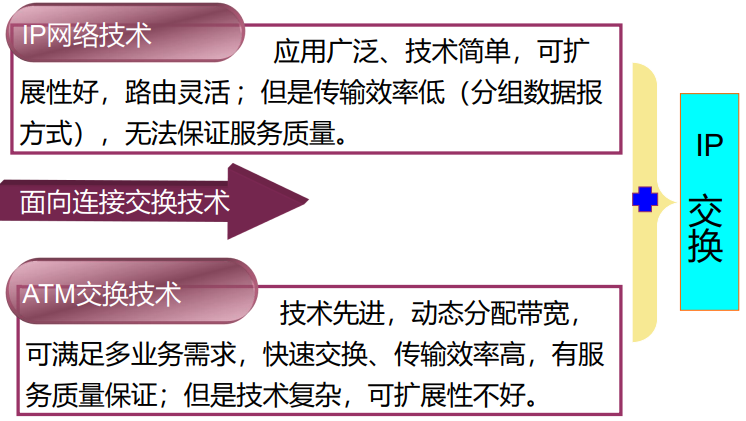 IP网络技术
应用广泛、技术简单，可扩
展性好，路由灵活；但是传输效率低（分组数据报
方式），无法保证服务质量。
面向连接交换技术
ATM交换技术
技术先进，动态分配带宽，
可满足多业务需求，快速交换、传输效率高，有服
务质量保证；但是技术复杂，可扩展性不好。
IP
交
换